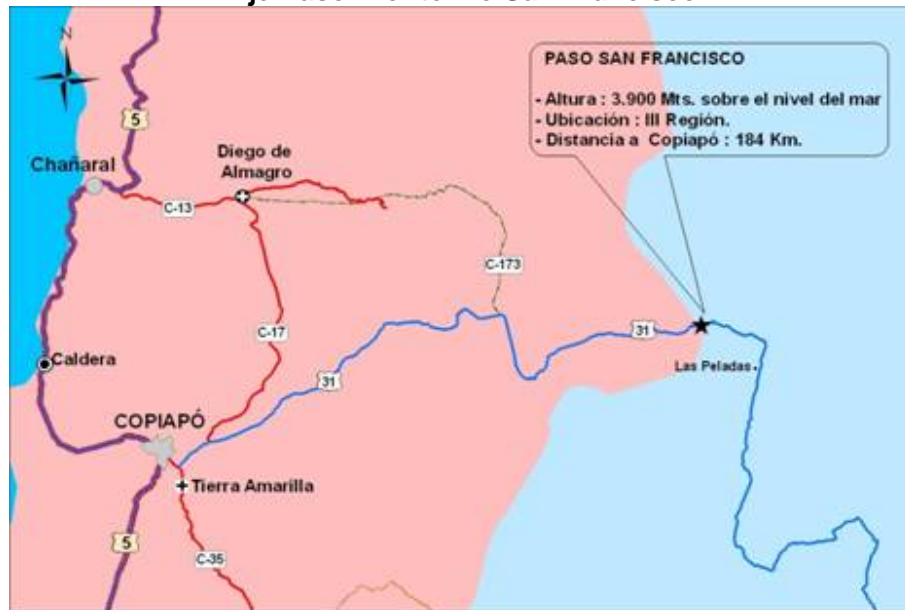 N
5
Chañaral
Diego de
Almagro
C-13
PASO SAN FRANCISCO
- Altura : 3.900 Mts. sobre el nivel del mar
- Ubicación : III Región.
- Distancia a Copiapó : 184 Km.
C-173
C-17
31
31
Caldera
Las Peladas
COPIAPÓ
Tierra Amarilla
5
C-35